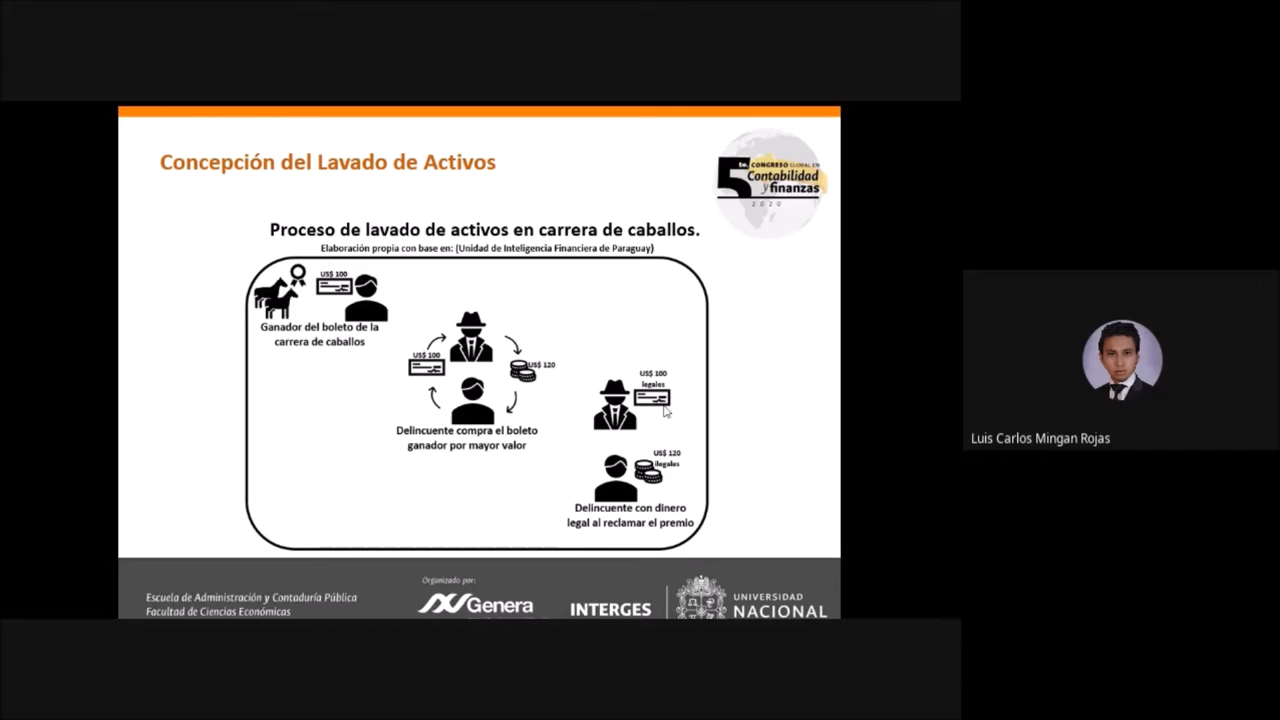 Concepción del Lavado de Activos
5to. CONGRESO GLOBAL EN
Contabilidad
y finanzas
2020
Proceso de lavado de activos en carrera de caballos.
Elaboración propia con base en: (Unidad de Inteligencia Financiera de Paraguay)
US$ 100
Ganador del boleto de la
carrera de caballos
US$ 100
US$ 120
Delincuente compra el boleto
ganador por mayor valor
US$ 100
legales
US$ 120
ilegales
Delincuente con dinero
legal al reclamar el premio
Luis Carlos Mingan Rojas
Escuela de Administración y Contaduría Pública
Facultad de Ciencias Económicas
Organizado por:
Genera
INTERGES
UNIVERSIDAD
NACIONAL